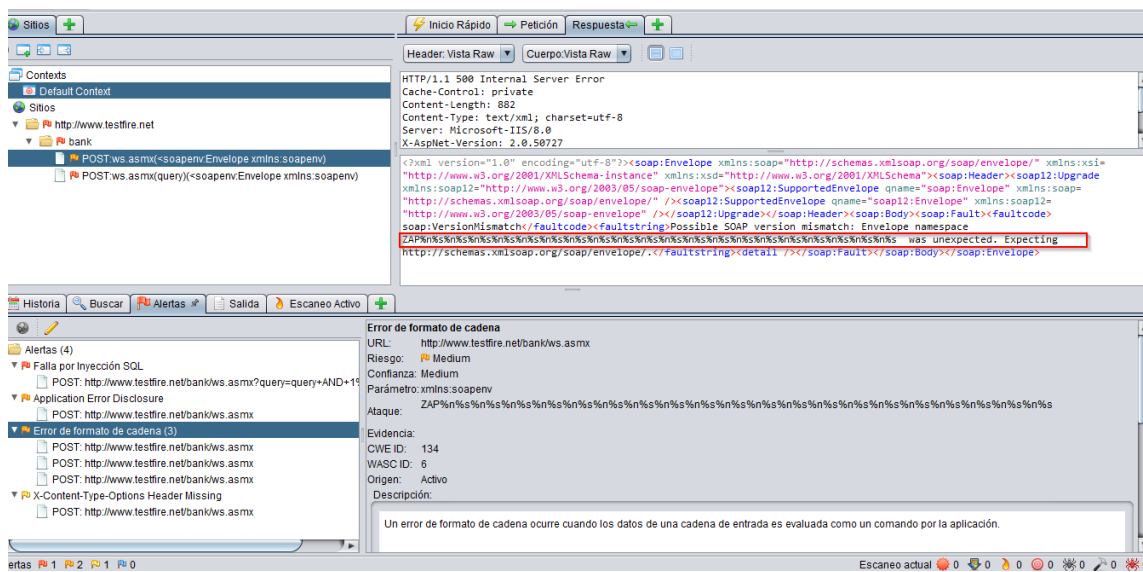 Sitios
Inicio Rápido
Petición
Respuesta
Header: Vista Raw
Cuerpo:Vista Raw
Contexts
Default Context
Sitios
http://www.testfire.net
bank
POST:ws.asmx(<soapenv:Envelope xmlns:soapenv)
POST:ws.asmx(query)(<soapenv:Envelope xmlns:soapenv)
HTTP/1.1 500 Internal Server Error
Cache-Control: private
Content-Length: 882
Content-Type: text/xml; charset=utf-8
Server: Microsoft-IIS/8.0
X-AspNet-Version: 2.0.50727
<?xml version="1.0" encoding="utf-8"?><soap:Envelope xmlns:soap="http://schemas.xmlsoap.org/soap/envelope/" xmlns:xsi=
"http://www.w3.org/2001/XMLSchema-instance" xmlns:xsd="http://www.w3.org/2001/XMLSchema"><soap:Header><soap12:Upgrade
xmlns:soap12="http://www.w3.org/2003/05/soap-envelope"><soap12:SupportedEnvelope qname="soap:Envelope" xmlns:soap=
"http://schemas.xmlsoap.org/soap/envelope/" /><soap12:SupportedEnvelope qname="soap12:Envelope" xmlns:soap12=
"http://www.w3.org/2003/05/soap-envelope" /></soap12:Upgrade></soap:Header><soap:Body><soap:Fault><faultcode>
soap:VersionMismatch</faultcode><faultstring>Possible SOAP version mismatch: Envelope namespace
ZAP%n%s%n%s%n%s%n%s%n%s%n%s%n%s%n%s%n%s%n%s%n%s%n%s%n%s%n%s%n%s%n%s%n%s%n%s%n%s%n%s was unexpected. Expecting
http://schemas.xmlsoap.org/soap/envelope/.</faultstring><detail /></soap:Fault></soap:Body></soap:Envelope>
Historia
Buscar
Alertas
Salida
Escaneo Activo
Alertas (4)
Falla por Inyección SQL
POST: http://www.testfire.net/bank/ws.asmx?query=query+AND+1%
Application Error Disclosure
POST: http://www.testfire.net/bank/ws.asmx
Error de formato de cadena (3)
POST: http://www.testfire.net/bank/ws.asmx
POST: http://www.testfire.net/bank/ws.asmx
POST: http://www.testfire.net/bank/ws.asmx
X-Content-Type-Options Header Missing
POST: http://www.testfire.net/bank/ws.asmx
Error de formato de cadena
URL: http://www.testfire.net/bank/ws.asmx
Riesgo: Medium
Confianza: Medium
Parámetro: xmlns:soapenv
Ataque: ZAP%n%s%n%s%n%s%n%s%n%s%n%s%n%s%n%s%n%s%n%s%n%s%n%s%n%s%n%s%n%s%n%s%n%s%n%s%n%s%n%s
Evidencia:
CWE ID: 134
WASC ID: 6
Origen: Activo
Descripción:
Un error de formato de cadena ocurre cuando los datos de una cadena de entrada es evaluada como un comando por la aplicación.
ertas 1 2 1 0
Escaneo actual 0 0 0 0 0 0